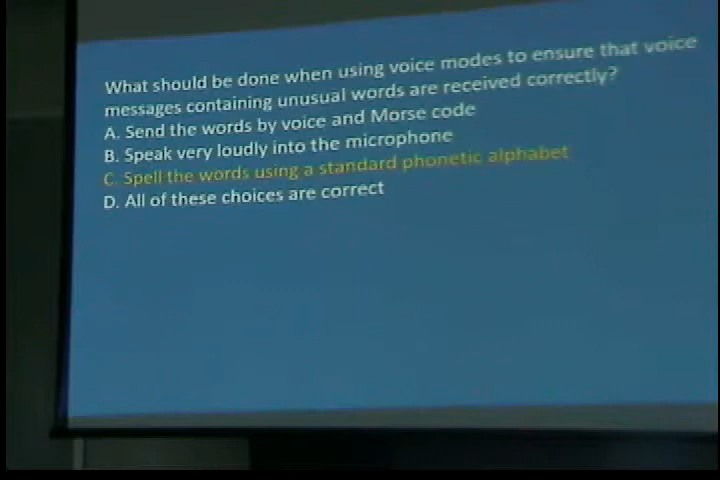 What should be done when using voice modes to ensure that voice
messages containing unusual words are received correctly?
A. Send the words by voice and Morse code
B. Speak very loudly into the microphone
C. Spell the words using a standard phonetic alphabet
D. All of these choices are correct